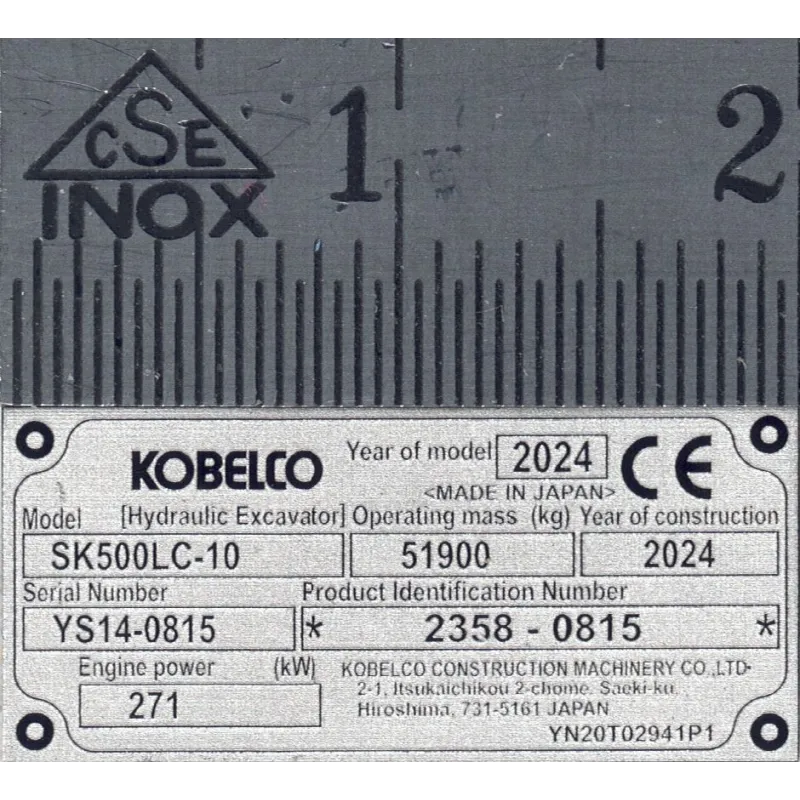 CSE
INOX
1 2
KOBELCO
Year of model 2024
CE
<MADE IN JAPAN>
Model [Hydraulic Excavator] Operating mass (kg) Year of construction
SK500LC-10 51900 2024
Serial Number Product Identification Number
YS14-0815 * 2358 - 0815 *
Engine power (kW)
271
KOBELCO CONSTRUCTION MACHINERY CO.,LTD-
2-1, Itsukaichikou 2-chome, Saeki-ku,
Hiroshima, 731-5161 JAPAN
YN20T02941P1